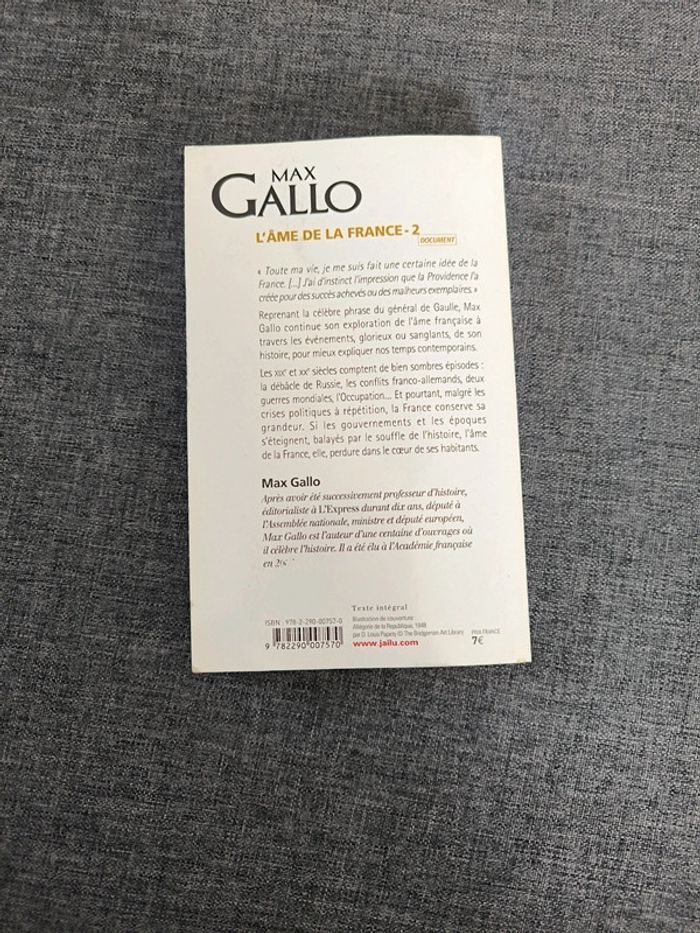 MAX
GALLO
L'ÂME DE LA FRANCE - 2
DOCUMENT
« Toute ma vie, je me suis fait une certaine idée de la
France. [...] J'ai d'instinct l'impression que la Providence l'a
créée pour des succès achevés ou des malheurs exemplaires. »
Reprenant la célèbre phrase du général de Gaulle, Max
Gallo continue son exploration de l'âme française à
travers les événements, glorieux ou sanglants, de son
histoire, pour mieux expliquer nos temps contemporains.
Les XIXe et XXe siècles comptent de bien sombres épisodes :
la débâcle de Russie, les conflits franco-allemands, deux
guerres mondiales, l'Occupation... Et pourtant, malgré les
crises politiques à répétition, la France conserve sa
grandeur. Si les gouvernements et les époques
s'éteignent, balayés par le souffle de l'histoire, l'âme
de la France, elle, perdure dans le cœur de ses habitants.
Max Gallo
Après avoir été successivement professeur d'histoire,
éditorialiste à L'Express durant dix ans, député à
l'Assemblée nationale, ministre et député européen,
Max Gallo est l'auteur d'une centaine d'ouvrages où
il célèbre l'histoire. Il a été élu à l'Académie française
en
Texte intégral
ISBN : 978-2-290-00757-0
Illustration de couverture :
Allégorie de la République, 1848
par D. Louis Papety © The Bridgeman Art Library
www.jailu.com
PRIX FRANCE
7€
9 782290 007570